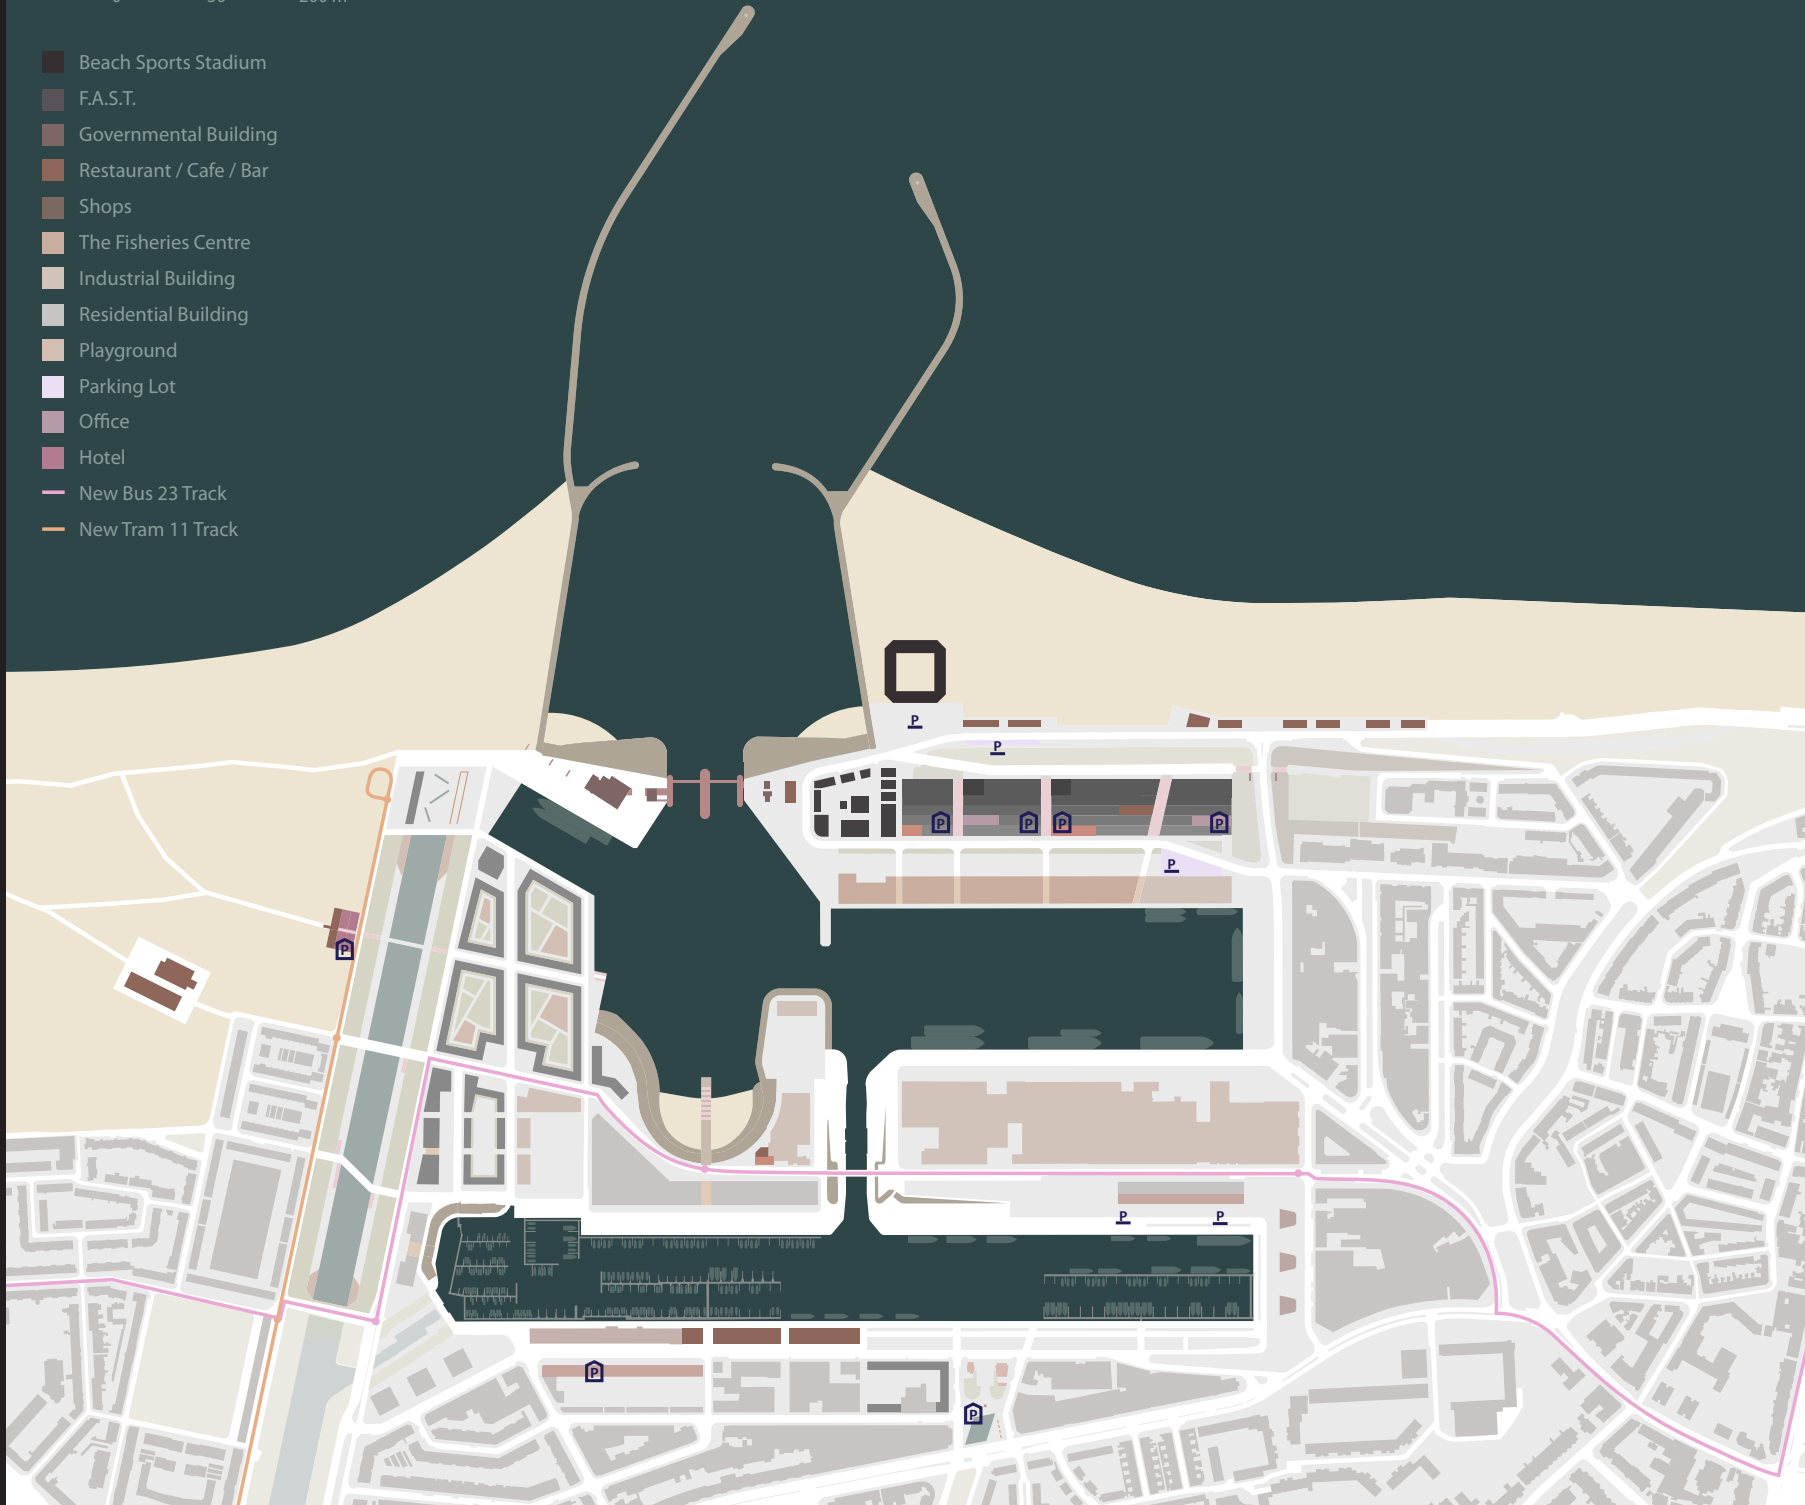 Beach Sports Stadium
F.A.S.T.
Governmental Building
Restaurant / Cafe / Bar
Shops
The Fisheries Centre
Industrial Building
Residential Building
Playground
Parking Lot
Office
Hotel
New Bus 23 Track
New Tram 11 Track
P
P
P
P
P
P
P
P
P
P
P
P